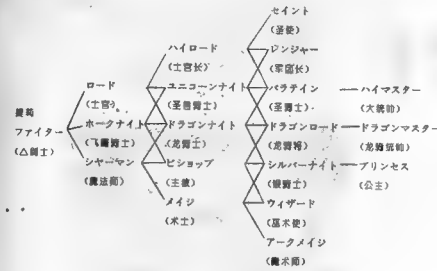 セイント
(圣使)
ハイロード
(士官长)
レンジャー
(军团长)
ロード
(士官)
ユニコーンナイト
(圣兽骑士)
パラディン
(圣骑士)
ハイマスター
(大统帅)
ファイター
(△剑士)
ホークナイト
(飞鹰骑士)
ドラゴンナイト
(龙骑士)
ドラゴンロード
(龙骑将)
ドラゴンマスター
(龙骑统帅)
シャーマン
(魔法师)
ビショップ
(主教)
シルバーナイト
(银骑士)
プリンセス
(公主)
メイジ
(术士)
ウィザード
(巫术使)
アークメイジ
(魔术师)